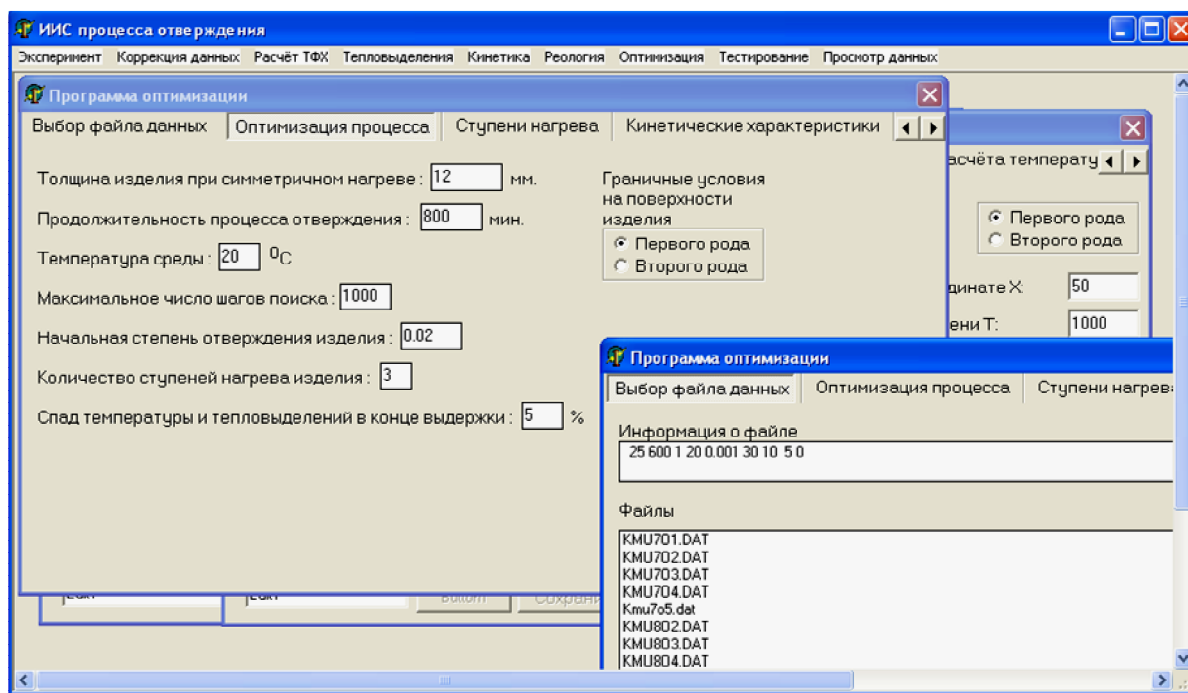 ИИС процесса отверждения
Эксперимент Коррекция данных Расчёт ТФХ Тепловыделения Кинетика Реология Оптимизация Тестирование Просмотр данных
Программа оптимизации
Выбор файла данных Оптимизация процесса Ступени нагрева Кинетические характеристики
Толщина изделия при симметричном нагреве : 12 мм.
Продолжительность процесса отверждения : 800 мин.
Температура среды : 20 ⁰С
Максимальное число шагов поиска : 1000
Начальная степень отверждения изделия : 0.02
Количество ступеней нагрева изделия : 3
Спад температуры и тепловыделений в конце выдержки : 5 %
Граничные условия
на поверхности
изделия
Первого рода
Второго рода
асчёта температу
Первого рода
Второго рода
динате X: 50
ени T: 1000
Программа оптимизации
Выбор файла данных Оптимизация процесса Ступени нагрева
Информация о файле
25 600 1 20 0.001 30 10 5 0
Файлы
KMU701.DAT
KMU702.DAT
KMU703.DAT
KMU704.DAT
Kmu7o5.dat
KMU802.DAT
KMU803.DAT
KMU804.DAT